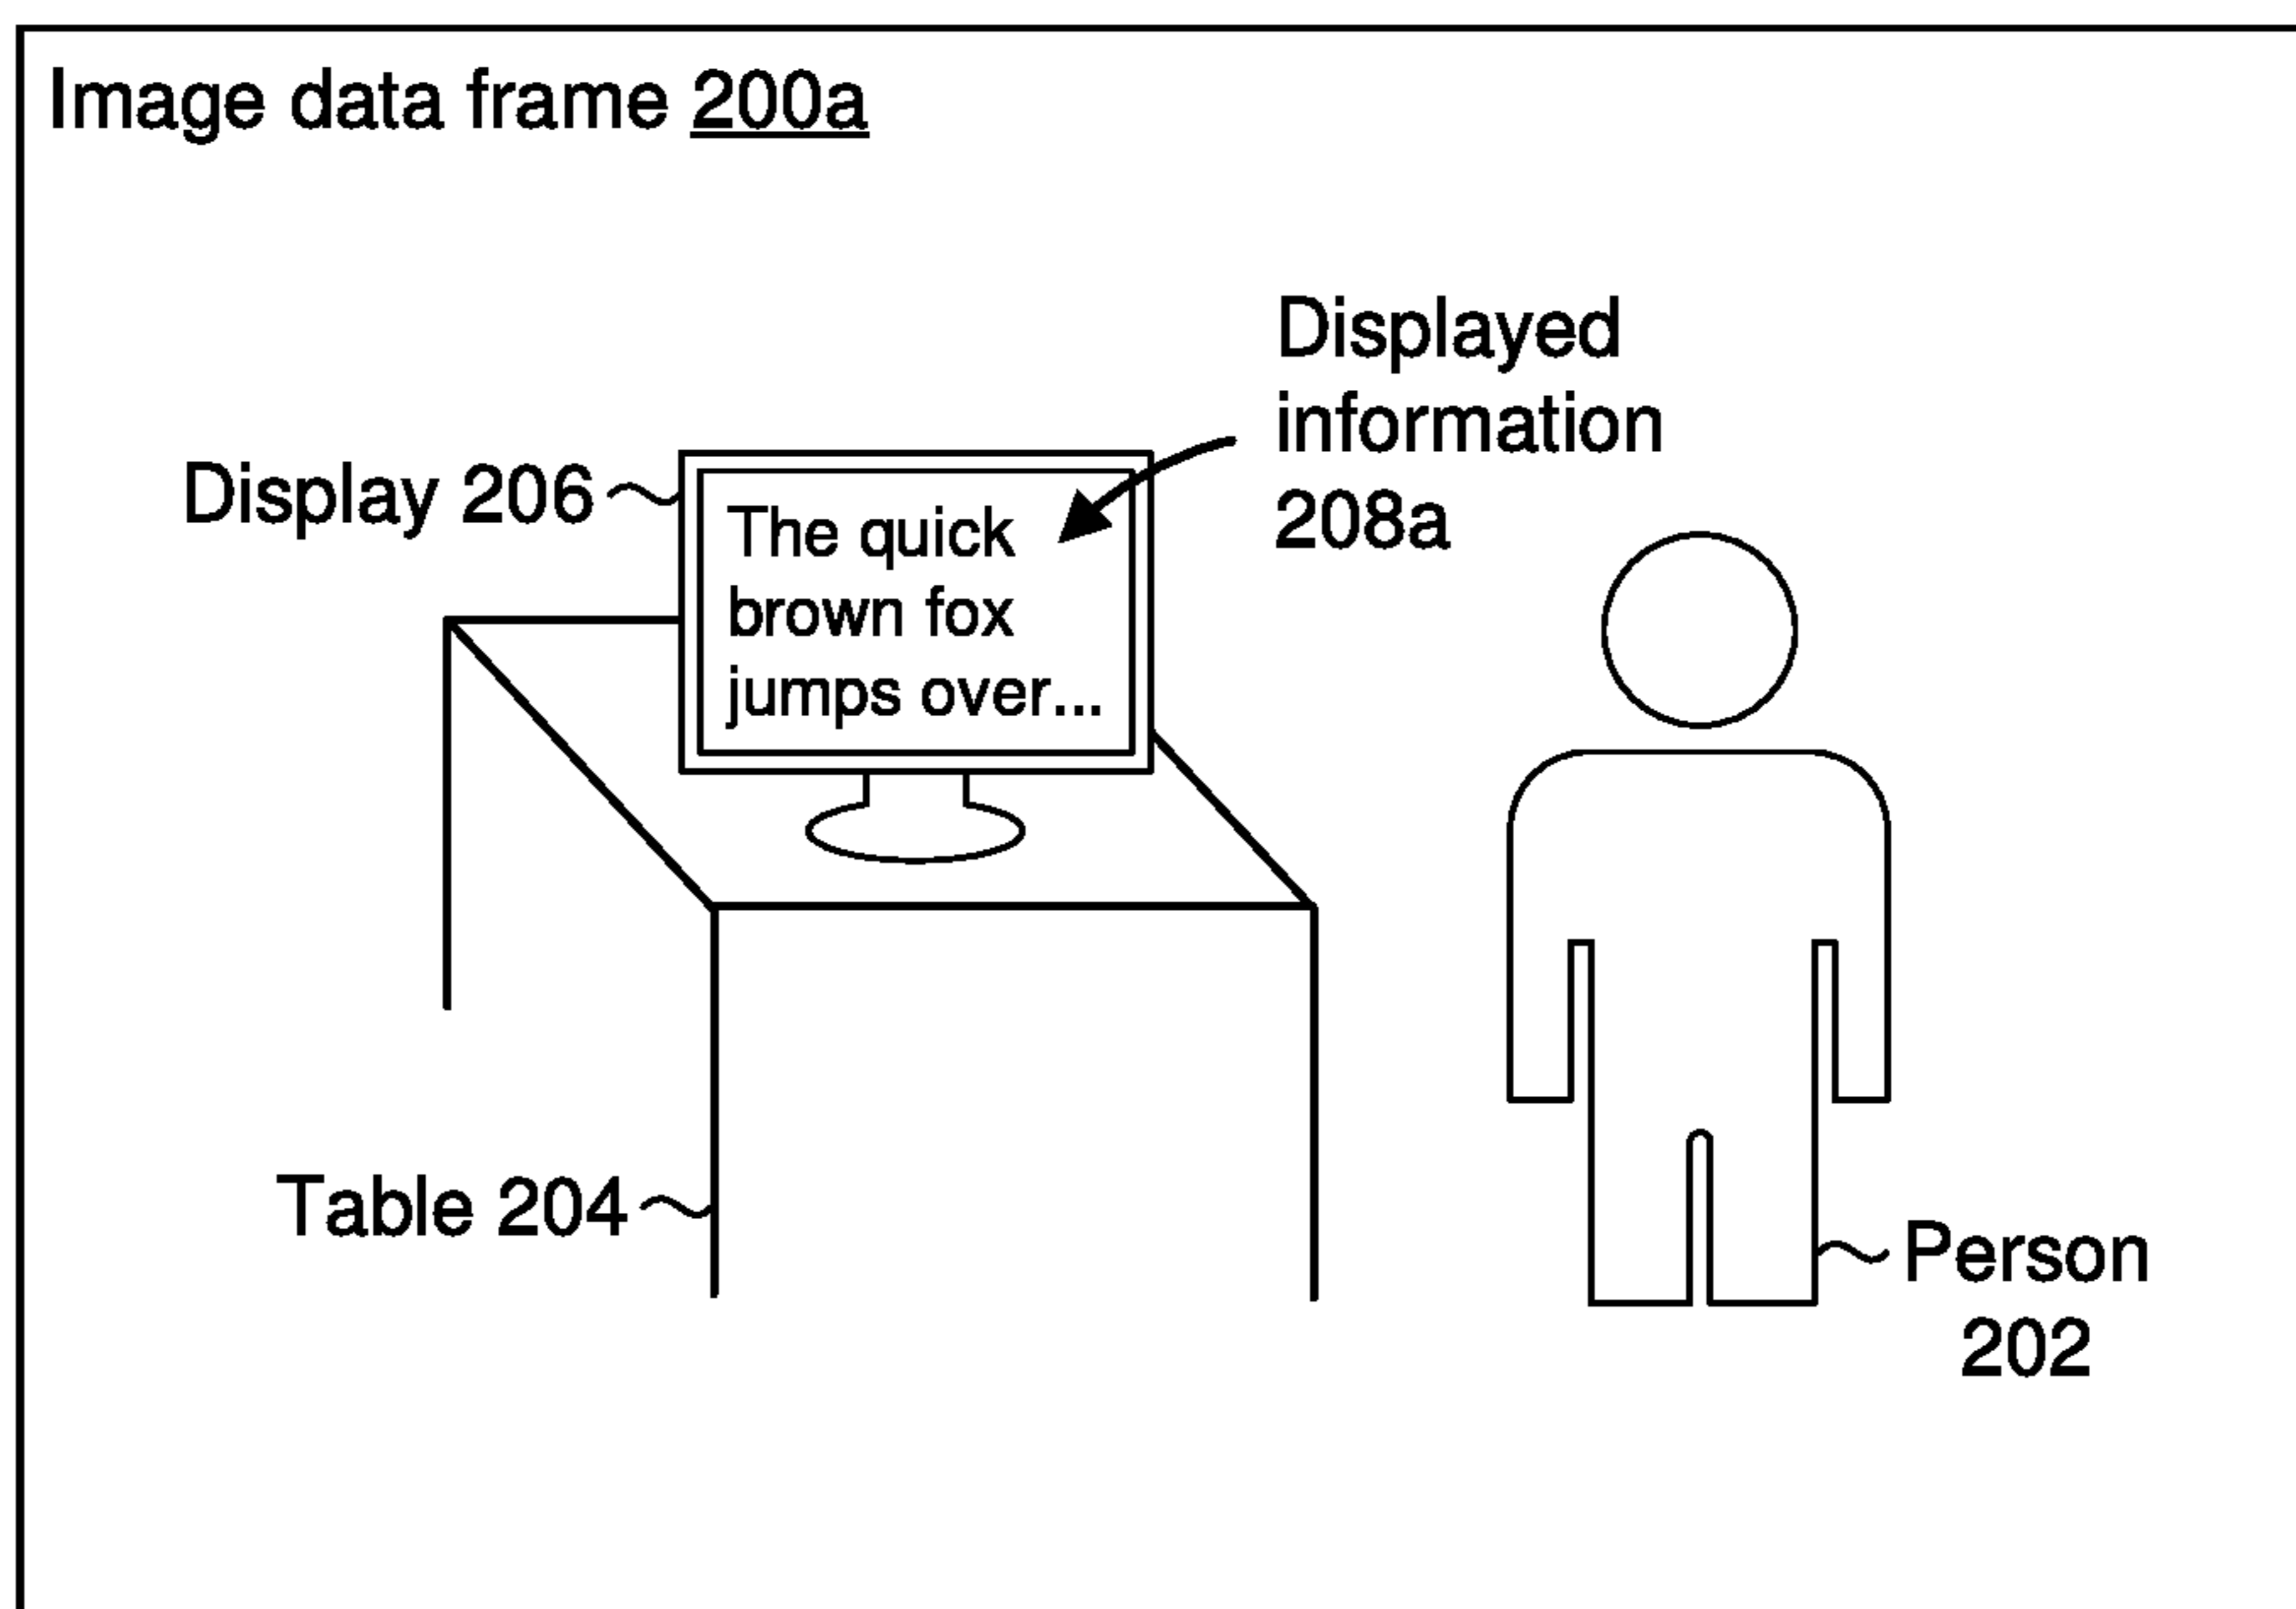 Image data frame 200a
Displayed
information
208a
Display 206
The quick
brown fox
jumps over...
Table 204
Person
202